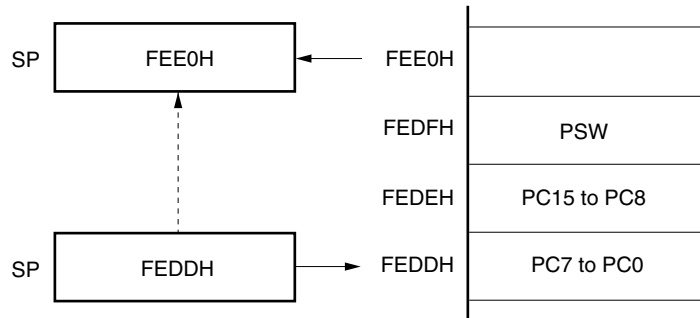 SP FEE0H FEE0H
FEDFH PSW
FEDEH PC15 to PC8
SP FEDDH FEDDH PC7 to PC0